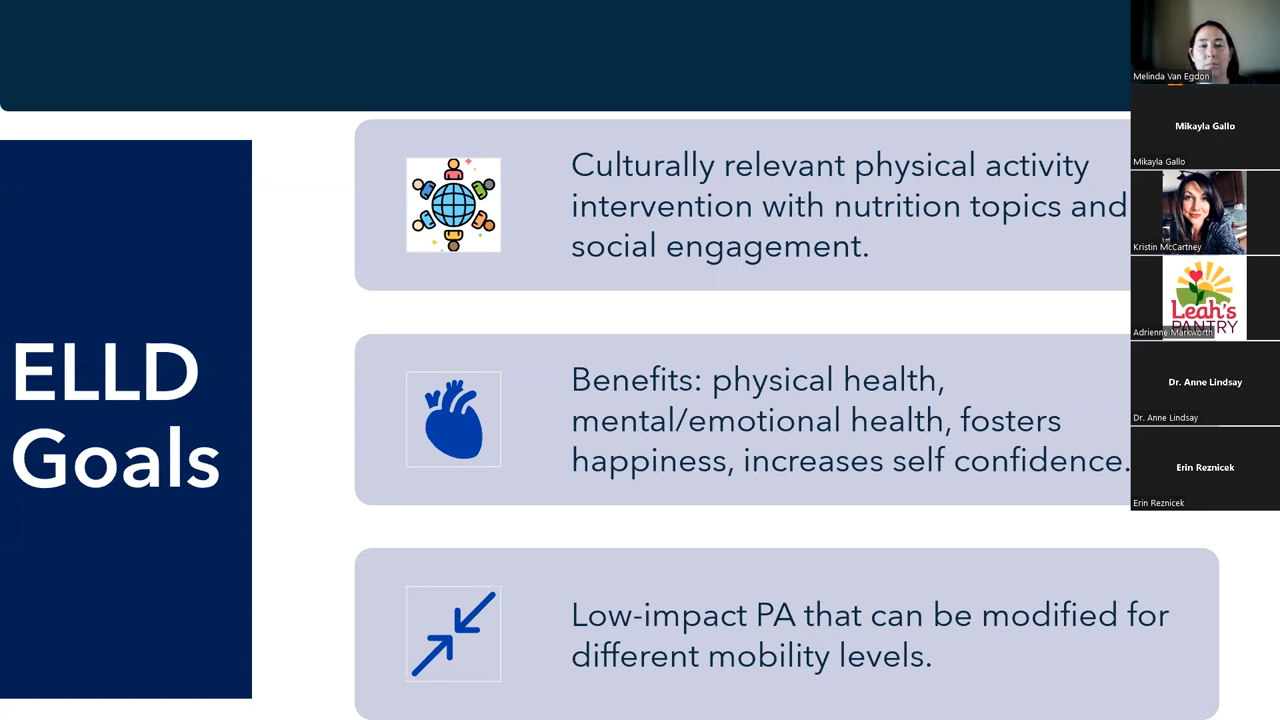 ELLD
Goals
Culturally relevant physical activity
intervention with nutrition topics and
social engagement.
Benefits: physical health,
mental/emotional health, fosters
happiness, increases self confidence.
Low-impact PA that can be modified for
different mobility levels.
Melinda Van Egdon
Mikayla Gallo
Mikayla Gallo
Kristin McCartney
Leah's
PANTRY
Adrienne Markworth
Dr. Anne Lindsay
Dr. Anne Lindsay
Erin Reznicek
Erin Reznicek